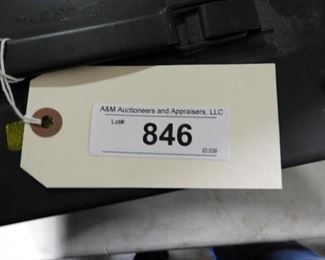 A&M Auctioneers and Appraisers, LLC
Lot#:
846
ID:539